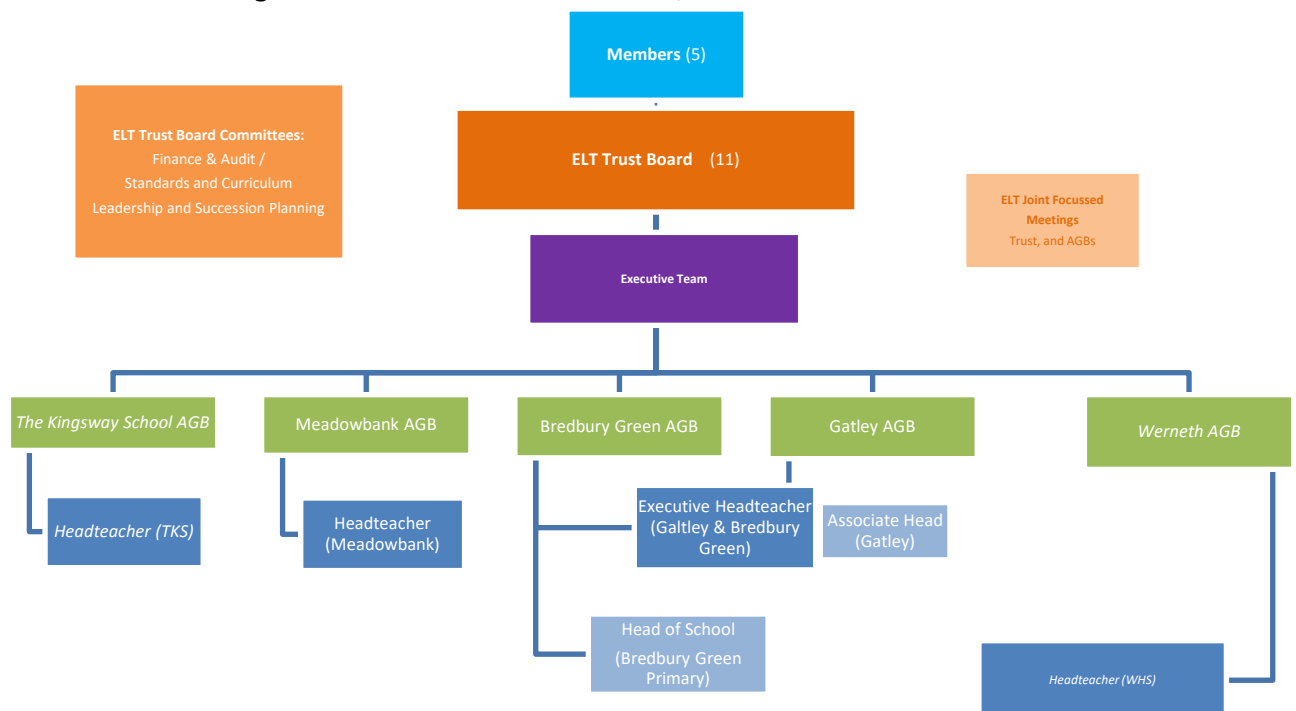 Members (5)
ELT Trust Board Committees:
Finance & Audit /
Standards and Curriculum
Leadership and Succession Planning
ELT Trust Board (11)
ELT Joint Focussed
Meetings
Trust, and AGBs
Executive Team
The Kingsway School AGB
Meadowbank AGB
Bredbury Green AGB
Gatley AGB
Werneth AGB
Headteacher (TKS)
Headteacher
(Meadowbank)
Executive Headteacher
(Galtley & Bredbury
Green)
Associate Head
(Gatley)
Head of School
(Bredbury Green
Primary)
Headteacher (WHS)